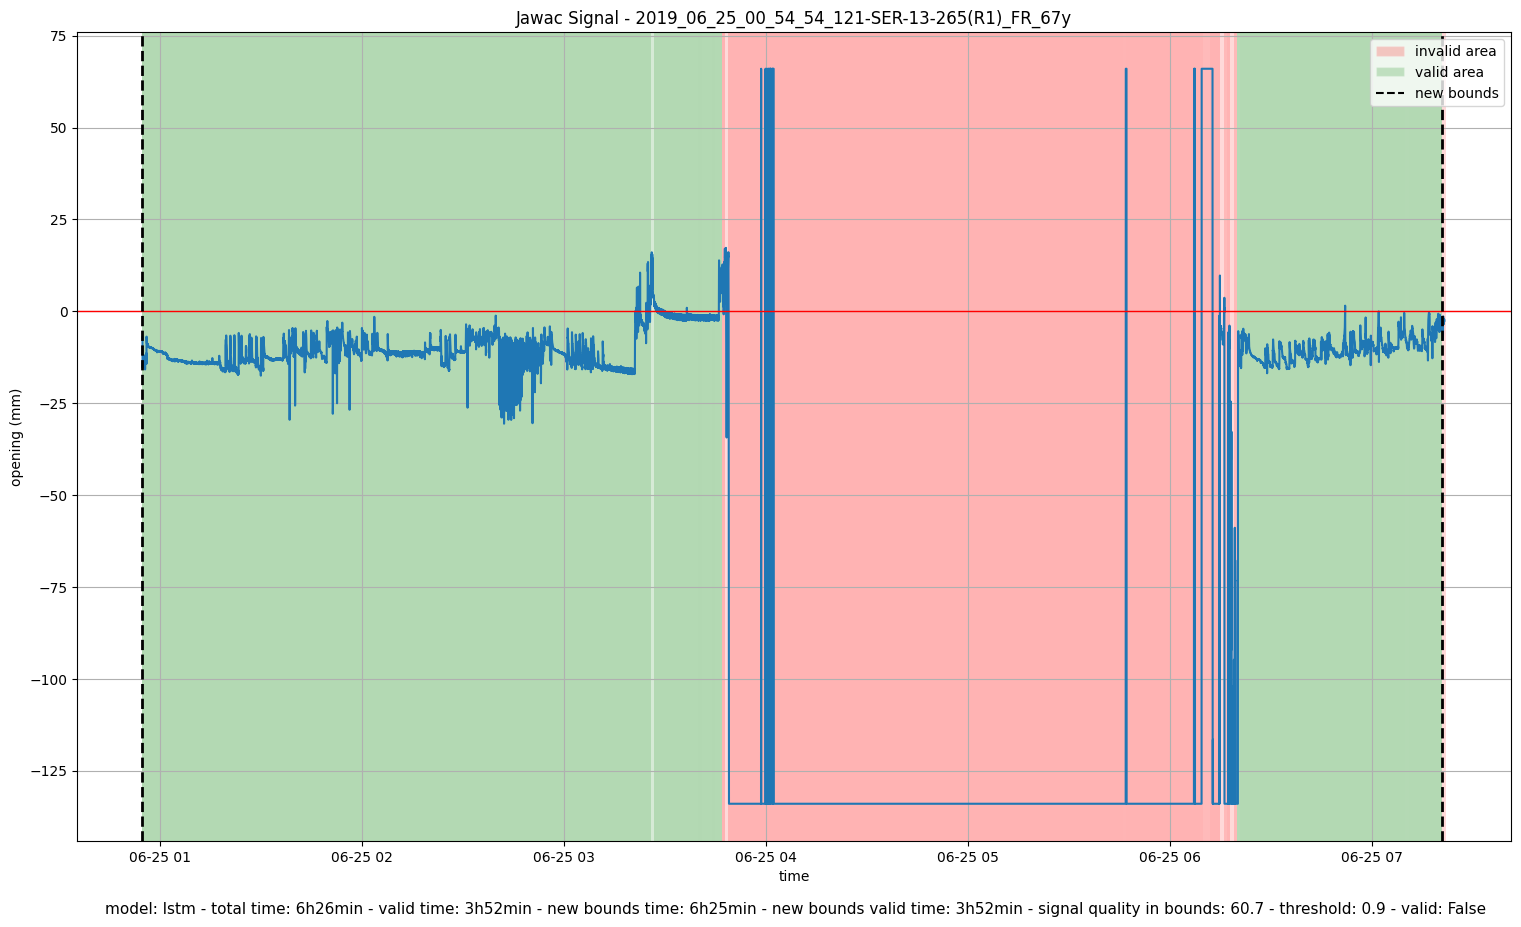 Jawac Signal - 2019_06_25_00_54_54_121-SER-13-265(R1)_FR_67y
invalid area
valid area
new bounds
75
50
25
0
−25
−50
−75
−100
−125
opening (mm)
06-25 01
06-25 02
06-25 03
06-25 04
06-25 05
06-25 06
06-25 07
time
model: lstm - total time: 6h26min - valid time: 3h52min - new bounds time: 6h25min - new bounds valid time: 3h52min - signal quality in bounds: 60.7 - threshold: 0.9 - valid: False